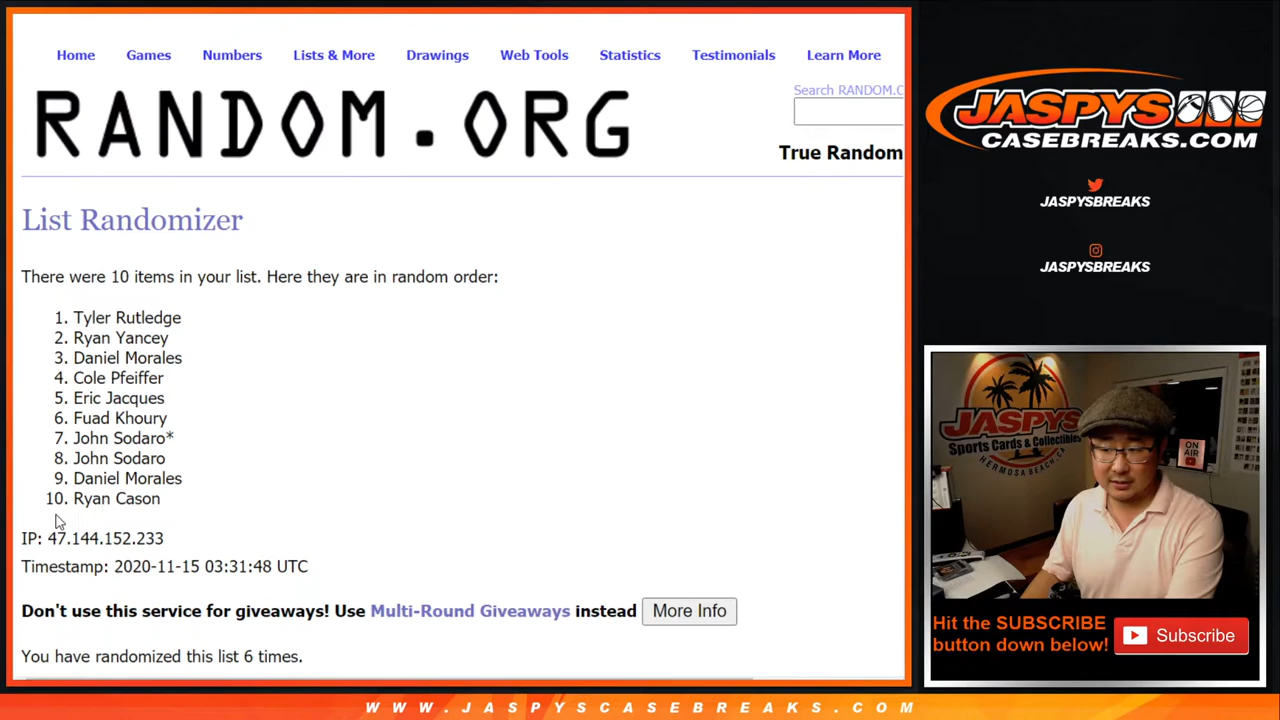 Home Games Numbers Lists & More Drawings Web Tools Statistics Testimonials Learn More
Search RANDOM.C
RANDOM.ORG
True Random
List Randomizer
There were 10 items in your list. Here they are in random order:
1. Tyler Rutledge
2. Ryan Yancey
3. Daniel Morales
4. Cole Pfeiffer
5. Eric Jacques
6. Fuad Khoury
7. John Sodaro*
8. John Sodaro
9. Daniel Morales
10. Ryan Cason
IP: 47.144.152.233
Timestamp: 2020-11-15 03:31:48 UTC
Don't use this service for giveaways! Use Multi-Round Giveaways instead More Info
You have randomized this list 6 times.
JASPYS
CASEBREAKS.COM
JASPYSBREAKS
JASPYSBREAKS
JASPYS
Sports Cards & Collectibles
HERMOSA BEACH, CA
ON AIR
Hit the SUBSCRIBE
button down below!
Subscribe
WWW.JASPYSCASEBREAKS.COM